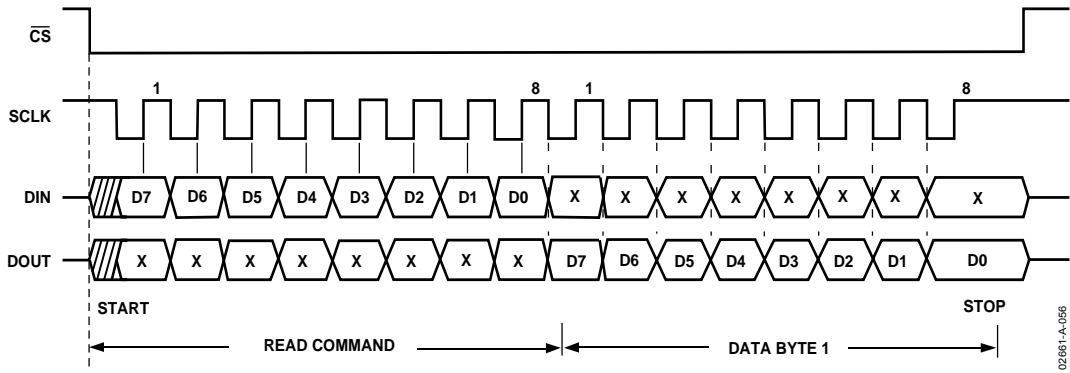 CS
1 8 1 8
SCLK
DIN D7 D6 D5 D4 D3 D2 D1 D0 X X X X X X X X
DOUT X X X X X X X X D7 D6 D5 D4 D3 D2 D1 D0
START STOP
READ COMMAND DATA BYTE 1
02661-A-056